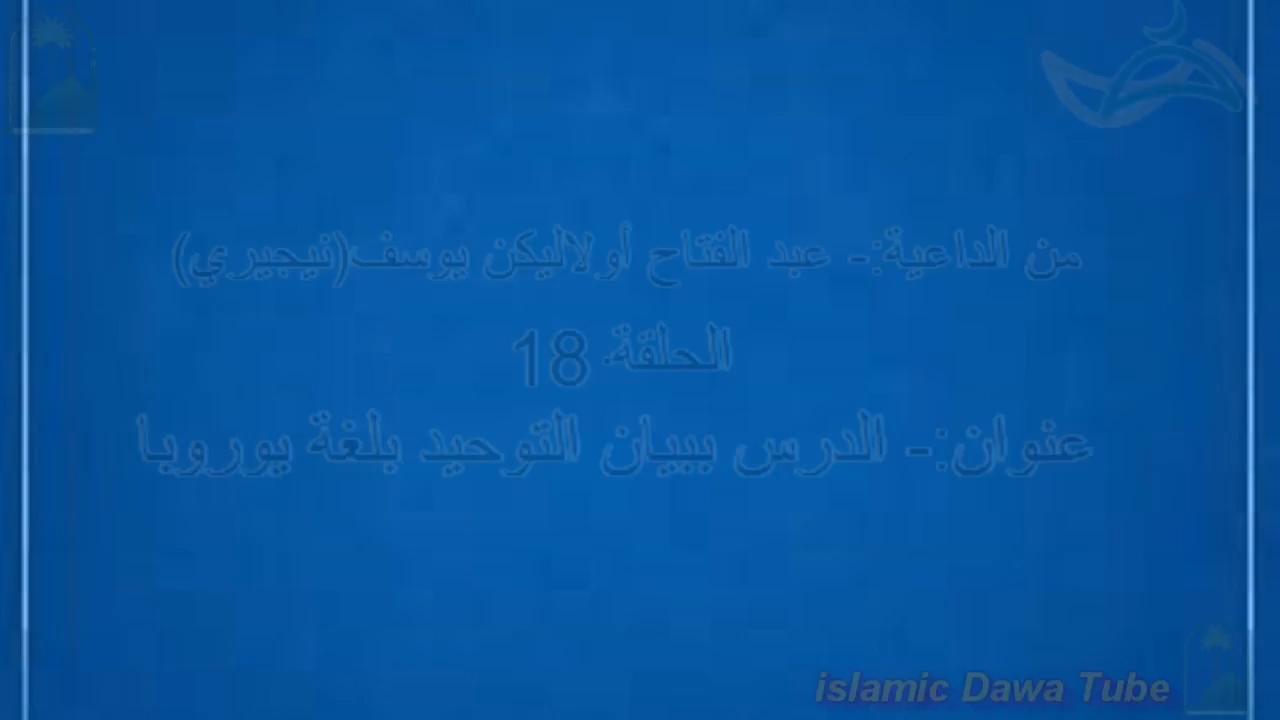 من الداعية:- عبد الفتاح أولاليكن يوسف(نيجيري)
الحلقة 18
عنوان:- الدرس ببيان التوحيد بلغة يوروبا
islamic Dawa Tube